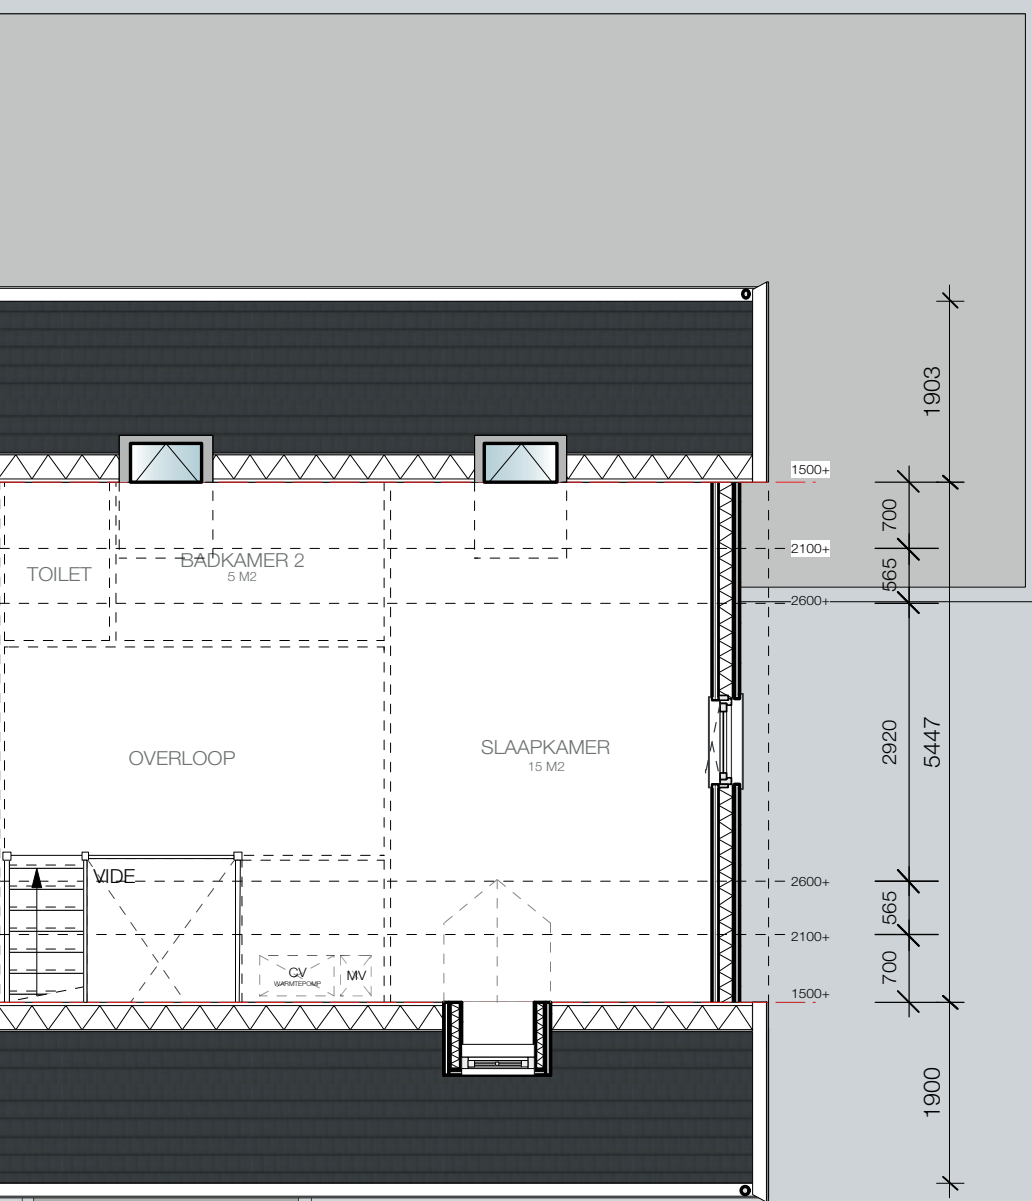 1903
1500+
700
2100+
BADKAMER 2
5 M2
TOILET
565
2600+
2920
5447
SLAAPKAMER
15 M2
OVERLOOP
VIDE
2600+
565
2100+
700
CV
WARMTEPOMP
MV
1500+
1900